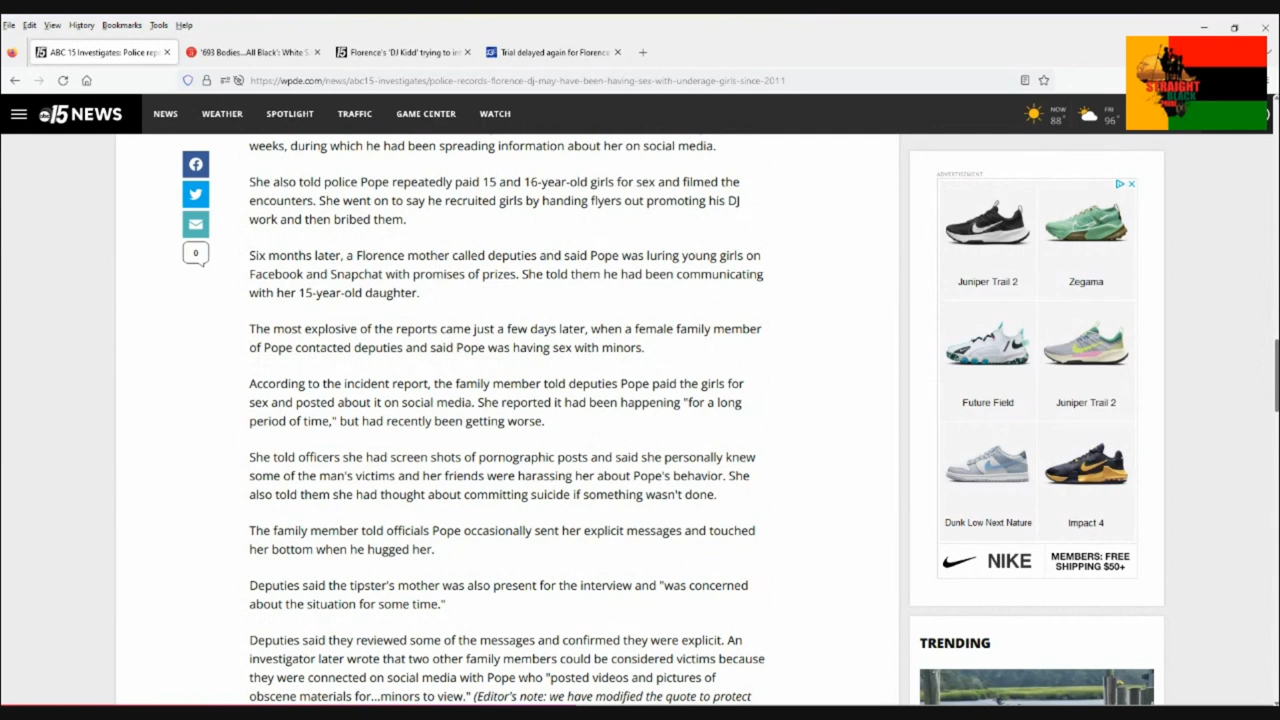 File Edit View History Bookmarks Tools Help
ABC 15 Investigates: Police rep
'693 Bodies...All Black': White S
Florence's 'DJ Kidd' trying to in
Trial delayed again for Florence
https://wpde.com/news/abc15-investigates/police-records-florence-dj-may-have-been-having-sex-with-underage-girls-since-2011
STRAIGHT
BLACK
abc 15 NEWS
NEWS WEATHER SPOTLIGHT TRAFFIC GAME CENTER WATCH
NOW
88°
FRI
96°
weeks, during which he had been spreading information about her on social media.
She also told police Pope repeatedly paid 15 and 16-year-old girls for sex and filmed the
encounters. She went on to say he recruited girls by handing flyers out promoting his DJ
work and then bribed them.
0
Six months later, a Florence mother called deputies and said Pope was luring young girls on
Facebook and Snapchat with promises of prizes. She told them he had been communicating
with her 15-year-old daughter.
The most explosive of the reports came just a few days later, when a female family member
of Pope contacted deputies and said Pope was having sex with minors.
According to the incident report, the family member told deputies Pope paid the girls for
sex and posted about it on social media. She reported it had been happening "for a long
period of time," but had recently been getting worse.
She told officers she had screen shots of pornographic posts and said she personally knew
some of the man's victims and her friends were harassing her about Pope's behavior. She
also told them she had thought about committing suicide if something wasn't done.
The family member told officials Pope occasionally sent her explicit messages and touched
her bottom when he hugged her.
Deputies said the tipster's mother was also present for the interview and "was concerned
about the situation for some time."
Deputies said they reviewed some of the messages and confirmed they were explicit. An
investigator later wrote that two other family members could be considered victims because
they were connected on social media with Pope who "posted videos and pictures of
obscene materials for...minors to view." (Editor's note: we have modified the quote to protect
ADVERTISEMENT
Juniper Trail 2
Zegama
Future Field
Juniper Trail 2
Dunk Low Next Nature
Impact 4
NIKE
MEMBERS: FREE
SHIPPING $50+
TRENDING